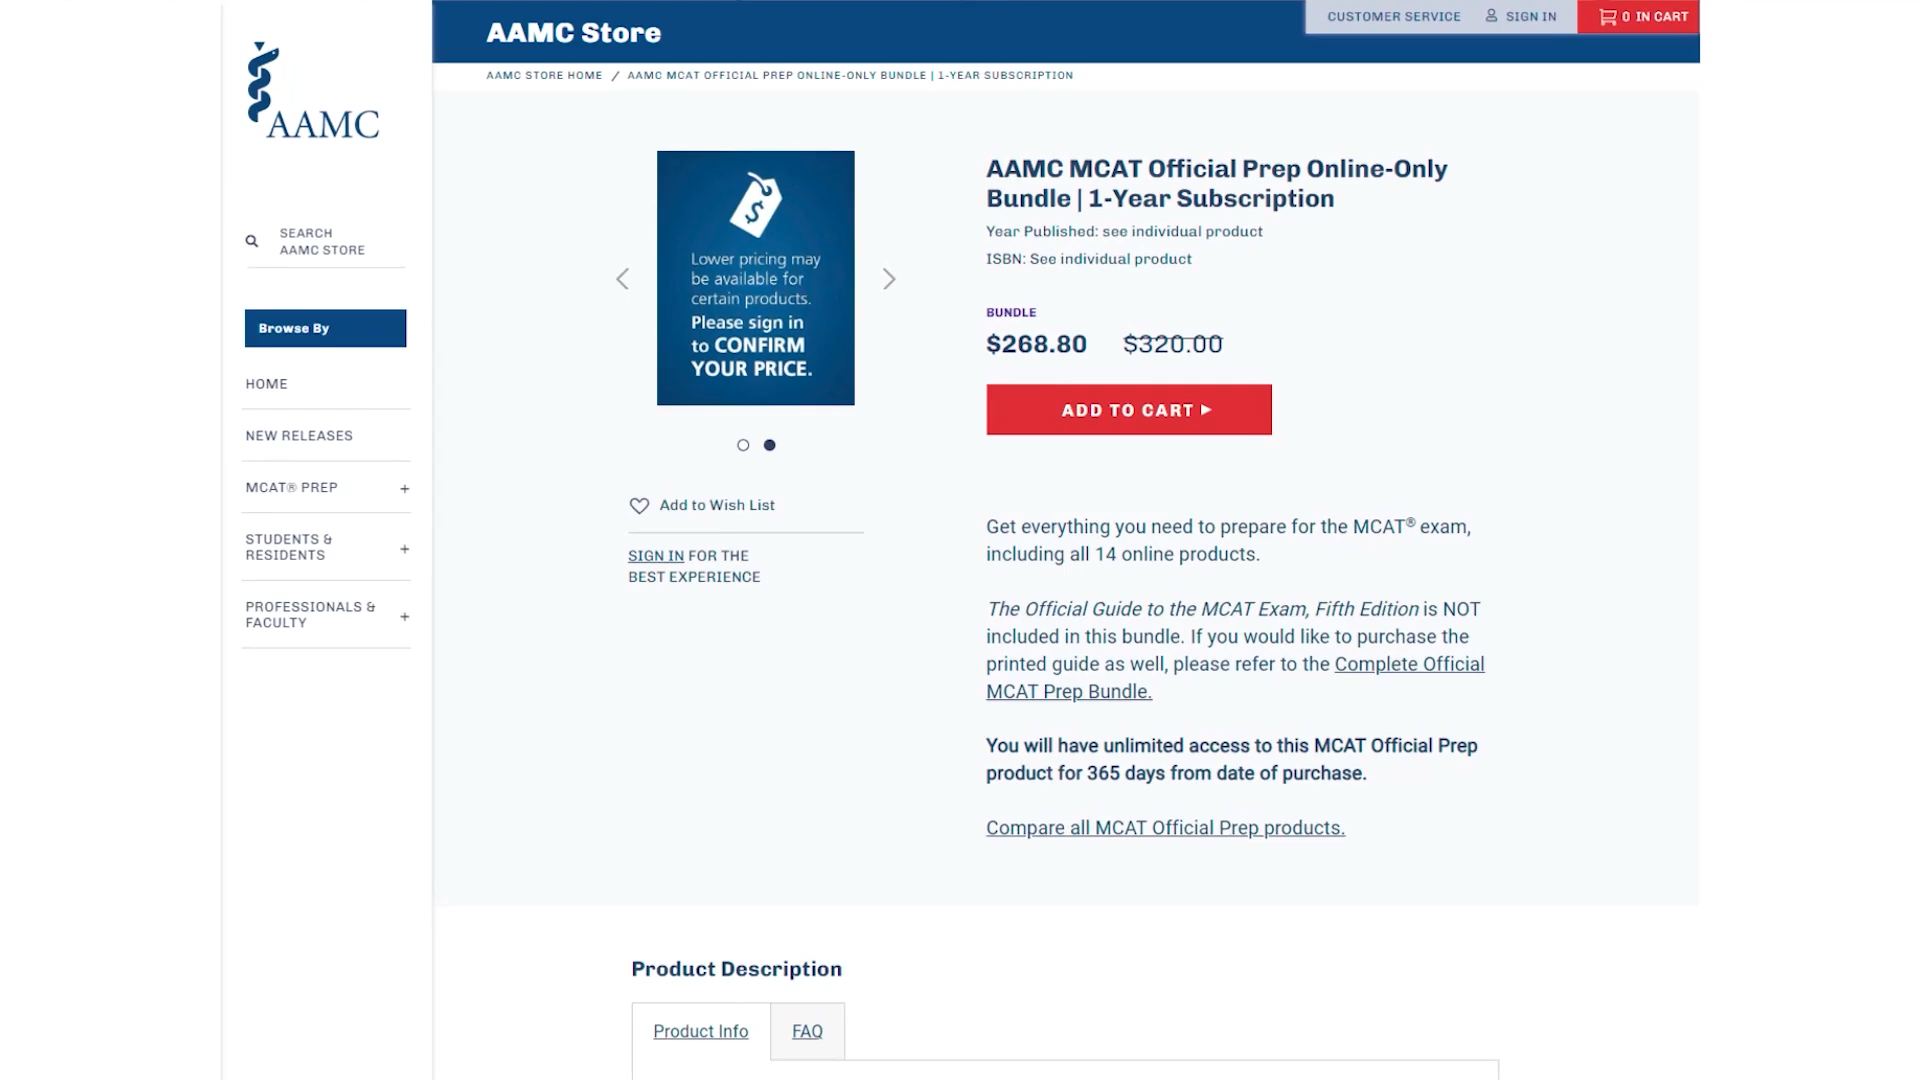 AAMC
SEARCH
AAMC STORE
Browse By
HOME
NEW RELEASES
MCAT® PREP +
STUDENTS &
RESIDENTS +
PROFESSIONALS &
FACULTY +
AAMC Store
CUSTOMER SERVICE SIGN IN 0 IN CART
AAMC STORE HOME / AAMC MCAT OFFICIAL PREP ONLINE-ONLY BUNDLE | 1-YEAR SUBSCRIPTION
$
Lower pricing may
be available for
certain products.
Please sign in
to CONFIRM
YOUR PRICE.
Add to Wish List
SIGN IN FOR THE
BEST EXPERIENCE
AAMC MCAT Official Prep Online-Only
Bundle | 1-Year Subscription
Year Published: see individual product
ISBN: See individual product
BUNDLE
$268.80 $320.00
ADD TO CART
Get everything you need to prepare for the MCAT® exam,
including all 14 online products.
The Official Guide to the MCAT Exam, Fifth Edition is NOT
included in this bundle. If you would like to purchase the
printed guide as well, please refer to the Complete Official
MCAT Prep Bundle.
You will have unlimited access to this MCAT Official Prep
product for 365 days from date of purchase.
Compare all MCAT Official Prep products.
Product Description
Product Info FAQ